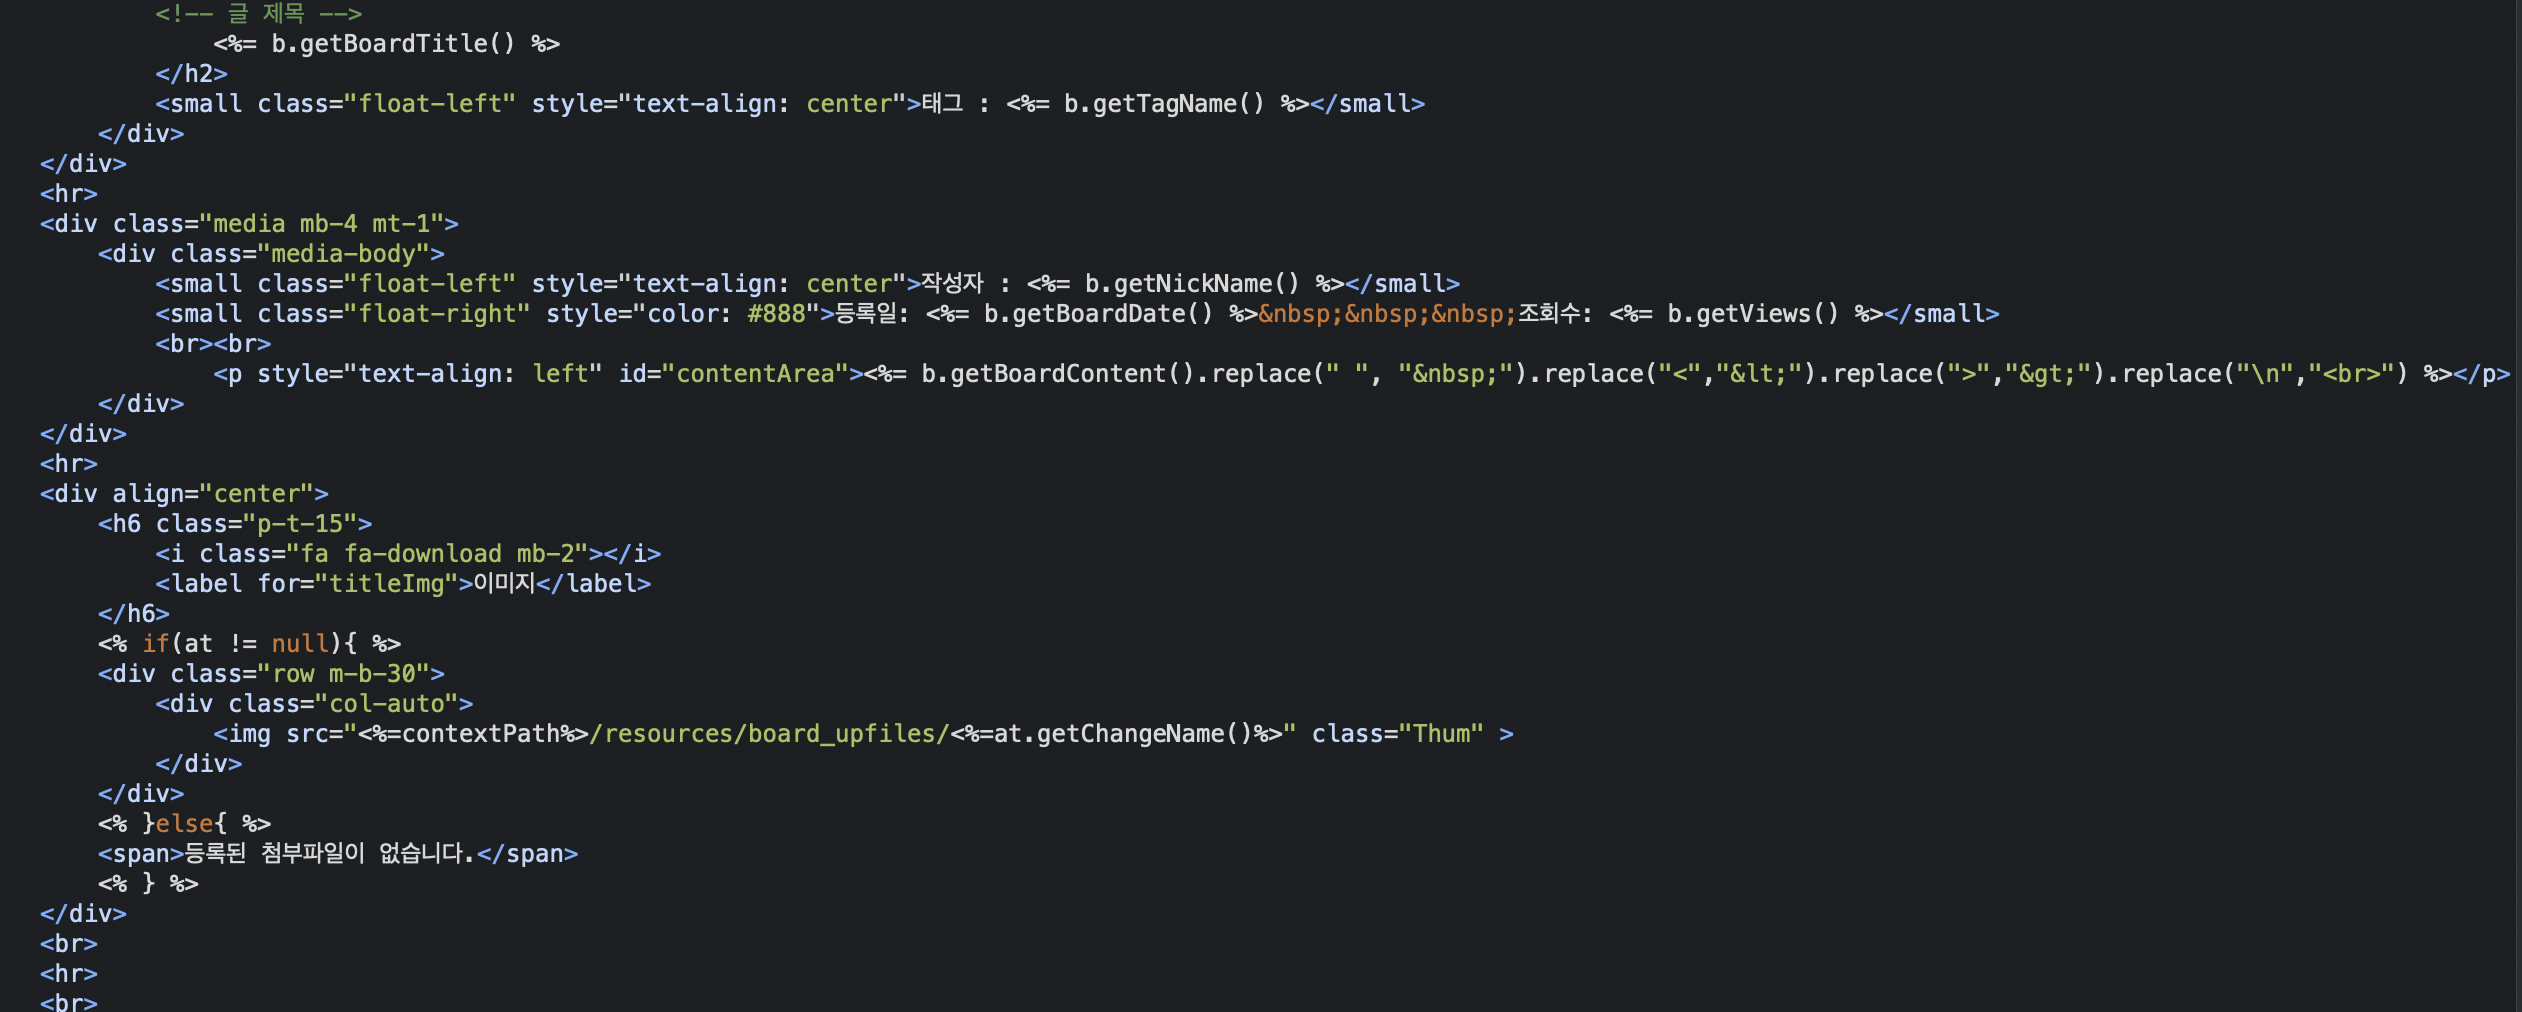 <!-- 글 제목 -->
<%= b.getBoardTitle() %>
</h2>
<small class="float-left" style="text-align: center">태그 : <%= b.getTagName() %></small>
</div>
</div>
<hr>
<div class="media mb-4 mt-1">
<div class="media-body">
<small class="float-left" style="text-align: center">작성자 : <%= b.getNickName() %></small>
<small class="float-right" style="color: #888">등록일: <%= b.getBoardDate() %>&nbsp;&nbsp;&nbsp;조회수: <%= b.getViews() %></small>
<br><br>
<p style="text-align: left" id="contentArea"><%= b.getBoardContent().replace(" ", "&nbsp;").replace("<","&lt;").replace(">","&gt;").replace("\n","<br>") %></p>
</div>
</div>
<hr>
<div align="center">
<h6 class="p-t-15">
<i class="fa fa-download mb-2"></i>
<label for="titleImg">이미지</label>
</h6>
<% if(at != null){ %>
<div class="row m-b-30">
<div class="col-auto">
<img src="<%=contextPath%>/resources/board_upfiles/<%=at.getChangeName()%>" class="Thum" >
</div>
</div>
<% }else{ %>
<span>등록된 첨부파일이 없습니다.</span>
<% } %>
</div>
<br>
<hr>
<br>